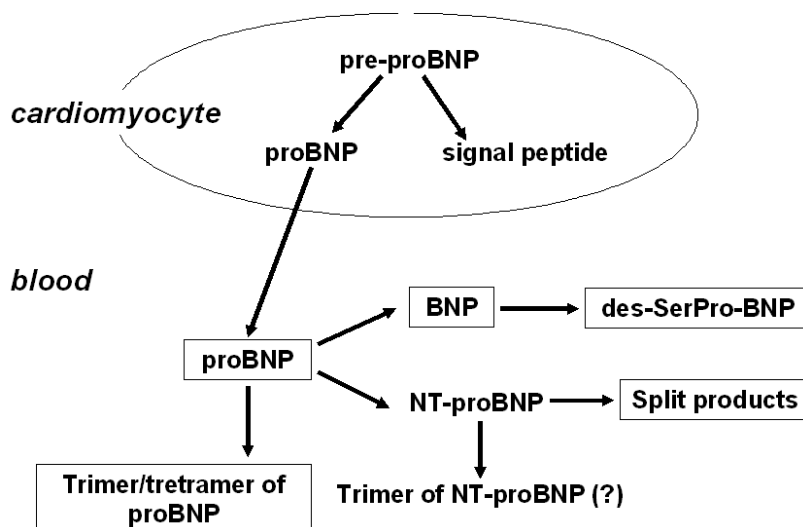 pre-proBNP
cardiomyocyte
proBNP
signal peptide
blood
BNP
des-SerPro-BNP
proBNP
NT-proBNP
Split products
Trimer/tretramer of
proBNP
Trimer of NT-proBNP (?)